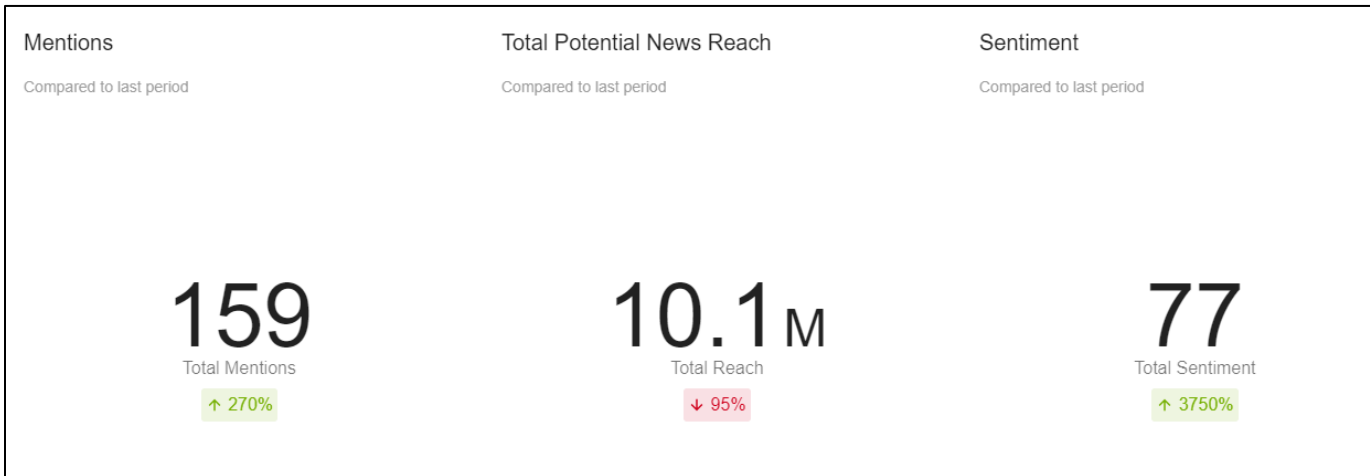 Mentions
Compared to last period
159
Total Mentions
↑ 270%
Total Potential News Reach
Compared to last period
10.1 M
Total Reach
↓ 95%
Sentiment
Compared to last period
77
Total Sentiment
↑ 3750%